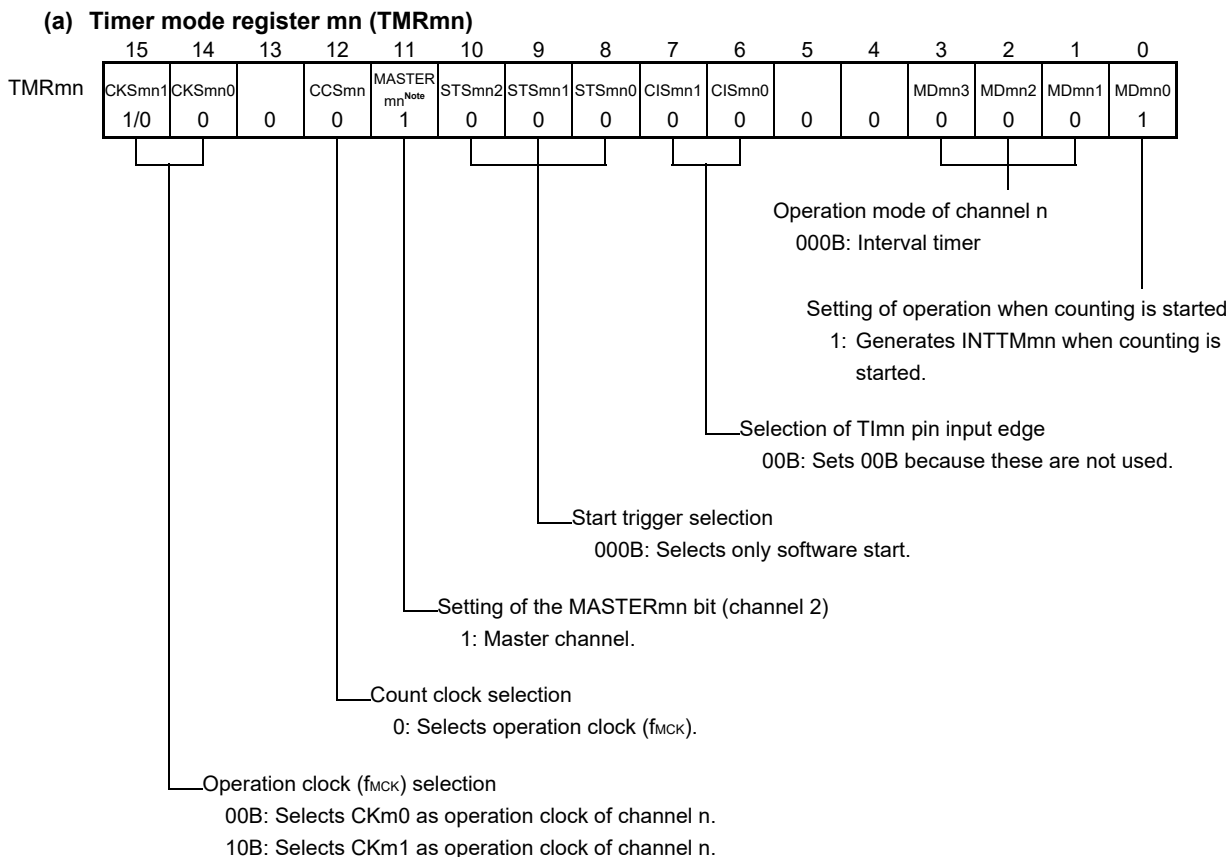 (a) Timer mode register mn (TMRmn)
15 14 13 12 11 10 9 8 7 6 5 4 3 2 1 0
TMRmn CKSmn1 CKSmn0 CCSmn MASTER mn Note STSmn2 STSmn1 STSmn0 CISmn1 CISmn0 MDmn3 MDmn2 MDmn1 MDmn0
1/0 0 0 0 1 0 0 0 0 0 0 0 0 0 0 1
Operation mode of channel n
000B: Interval timer
Setting of operation when counting is started
1: Generates INTTMmn when counting is
started.
Selection of TImn pin input edge
00B: Sets 00B because these are not used.
Start trigger selection
000B: Selects only software start.
Setting of the MASTERmn bit (channel 2)
1: Master channel.
Count clock selection
0: Selects operation clock (fMCK).
Operation clock (fMCK) selection
00B: Selects CKm0 as operation clock of channel n.
10B: Selects CKm1 as operation clock of channel n.